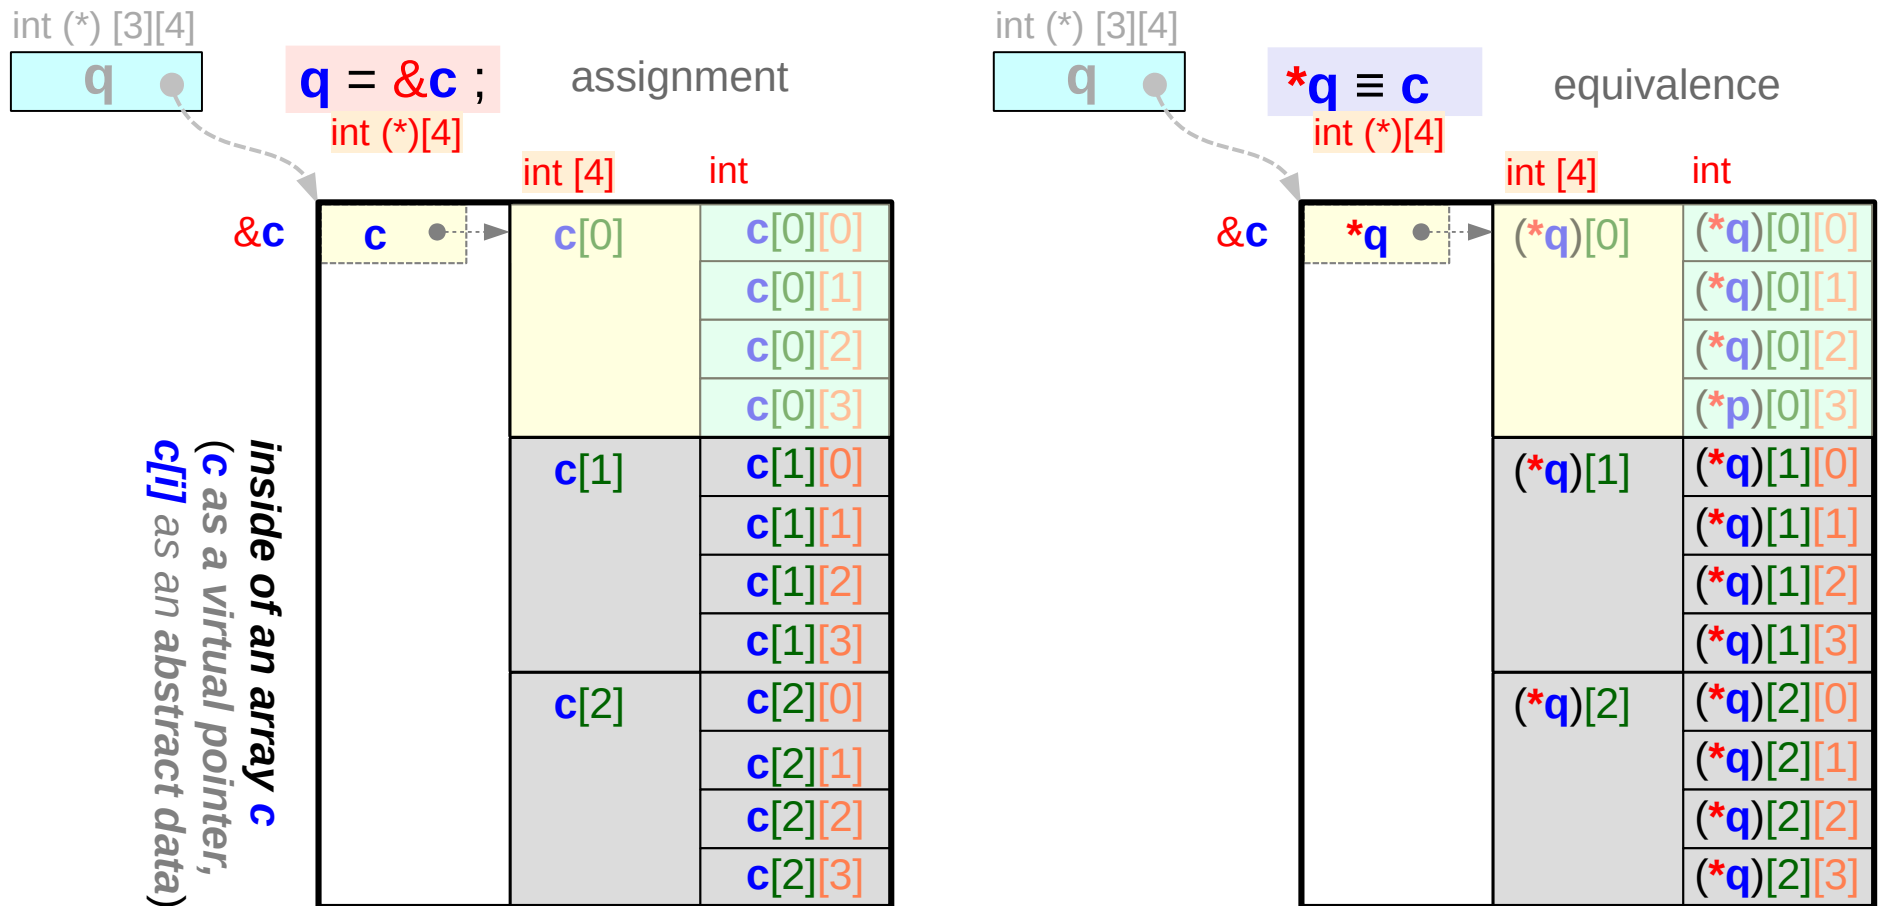 int (*) [3][4]
q
q = &c ;
assignment
int (*)[4]
int [4]
int
&c
c
c[0]
c[0][0]
c[0][1]
c[0][2]
c[0][3]
c[1]
c[1][0]
c[1][1]
c[1][2]
c[1][3]
c[2]
c[2][0]
c[2][1]
c[2][2]
c[2][3]
inside of an array c
(c as a virtual pointer,
c[i] as an abstract data)
int (*) [3][4]
q
*q ≡ c
equivalence
int (*)[4]
int [4]
int
&c
*q
(*q)[0]
(*q)[0][0]
(*q)[0][1]
(*q)[0][2]
(*p)[0][3]
(*q)[1]
(*q)[1][0]
(*q)[1][1]
(*q)[1][2]
(*q)[1][3]
(*q)[2]
(*q)[2][0]
(*q)[2][1]
(*q)[2][2]
(*q)[2][3]